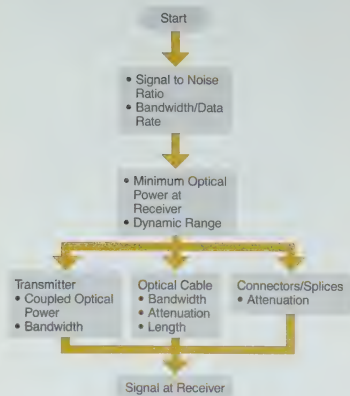 Start
• Signal to Noise
Ratio
• Bandwidth/Data
Rate
• Minimum Optical
Power at
Receiver
• Dynamic Range
Transmitter
• Coupled Optical
Power
• Bandwidth
Optical Cable
• Bandwidth
• Attenuation
• Length
Connectors/Splices
• Attenuation
Signal at Receiver